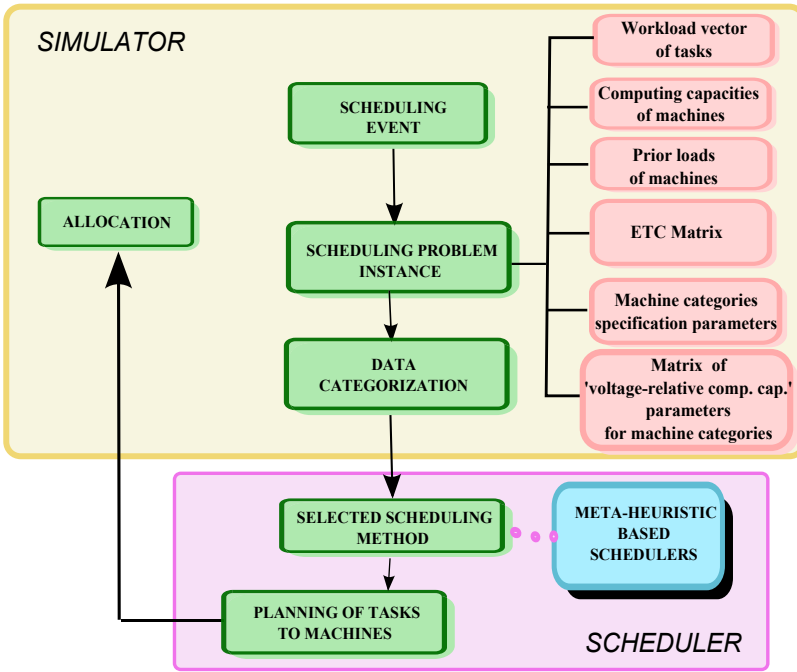 SIMULATOR
SCHEDULING
EVENT
ALLOCATION
SCHEDULING PROBLEM
INSTANCE
DATA
CATEGORIZATION
Workload vector
of tasks
Computing capacities
of machines
Prior loads
of machines
ETC Matrix
Machine categories
specification parameters
Matrix of
'voltage-relative comp. cap.'
parameters
for machine categories
SELECTED SCHEDULING
METHOD
META-HEURISTIC
BASED
SCHEDULERS
PLANNING OF TASKS
TO MACHINES
SCHEDULER